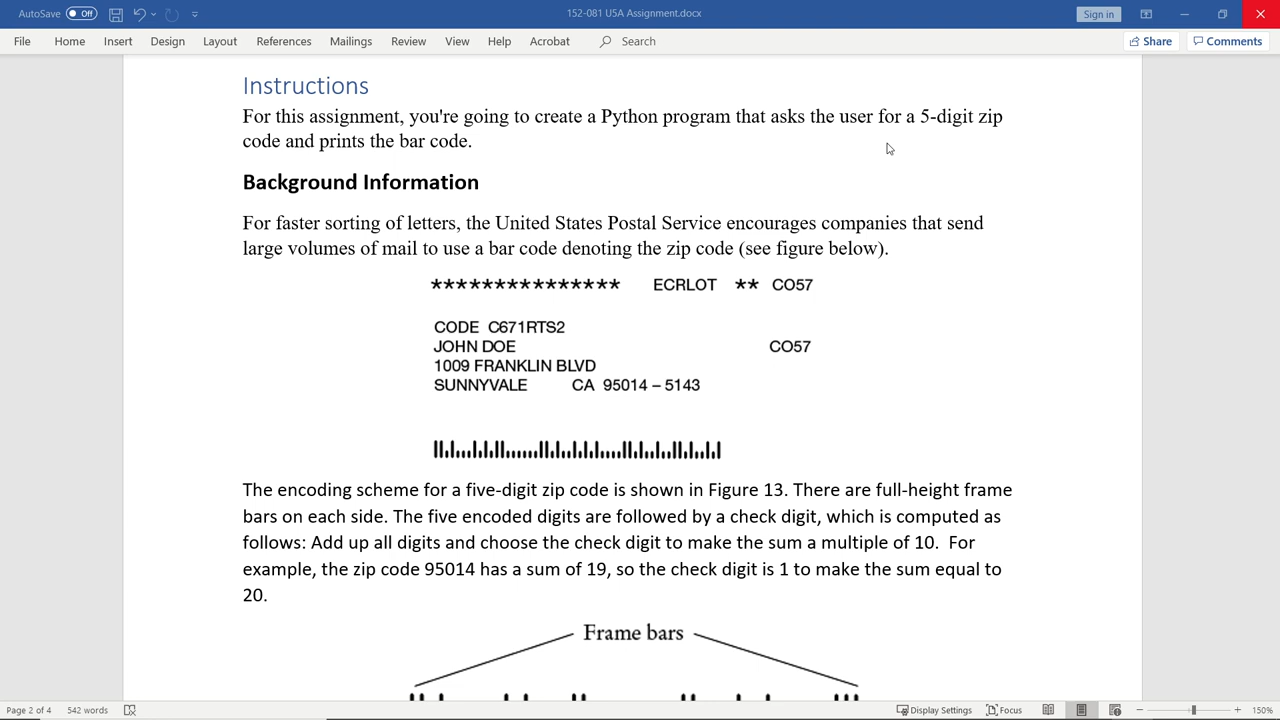 AutoSave Off 152-081 U5A Assignment.docx Sign in
File Home Insert Design Layout References Mailings Review View Help Acrobat Search Share Comments
Instructions
For this assignment, you're going to create a Python program that asks the user for a 5-digit zip
code and prints the bar code.
Background Information
For faster sorting of letters, the United States Postal Service encourages companies that send
large volumes of mail to use a bar code denoting the zip code (see figure below).
*************** ECRLOT ** CO57
CODE C671RTS2
JOHN DOE CO57
1009 FRANKLIN BLVD
SUNNYVALE CA 95014 – 5143
The encoding scheme for a five-digit zip code is shown in Figure 13. There are full-height frame
bars on each side. The five encoded digits are followed by a check digit, which is computed as
follows: Add up all digits and choose the check digit to make the sum a multiple of 10. For
example, the zip code 95014 has a sum of 19, so the check digit is 1 to make the sum equal to
20.
Frame bars
Page 2 of 4 542 words Display Settings Focus 150%